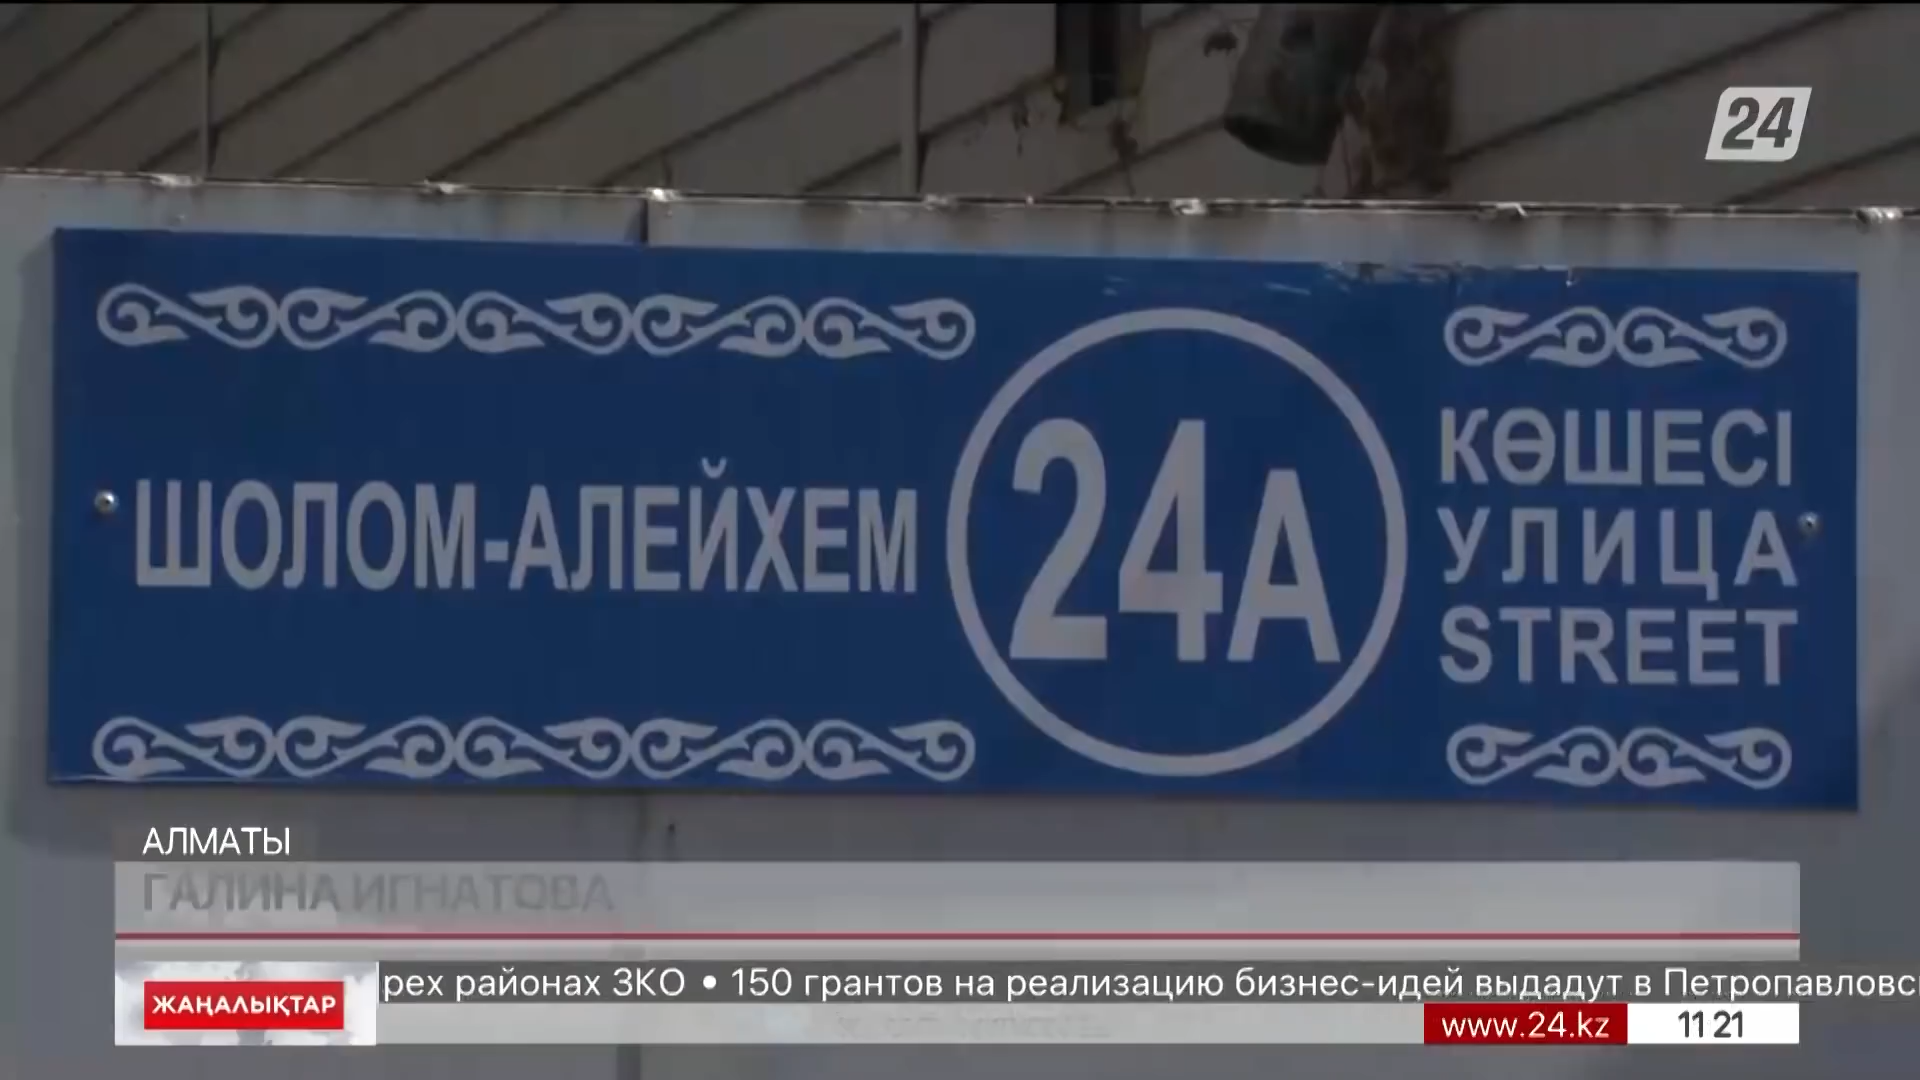 24
ШОЛОМ-АЛЕЙХЕМ
24А
КӨШЕСІ
УЛИЦА
STREET
АЛМАТЫ
ГАЛИНА ИГНАТОВА
ЖАҢАЛЫҚТАР
рех районах ЗКО • 150 грантов на реализацию бизнес-идей выдадут в Петропавловс
www.24.kz
11 21